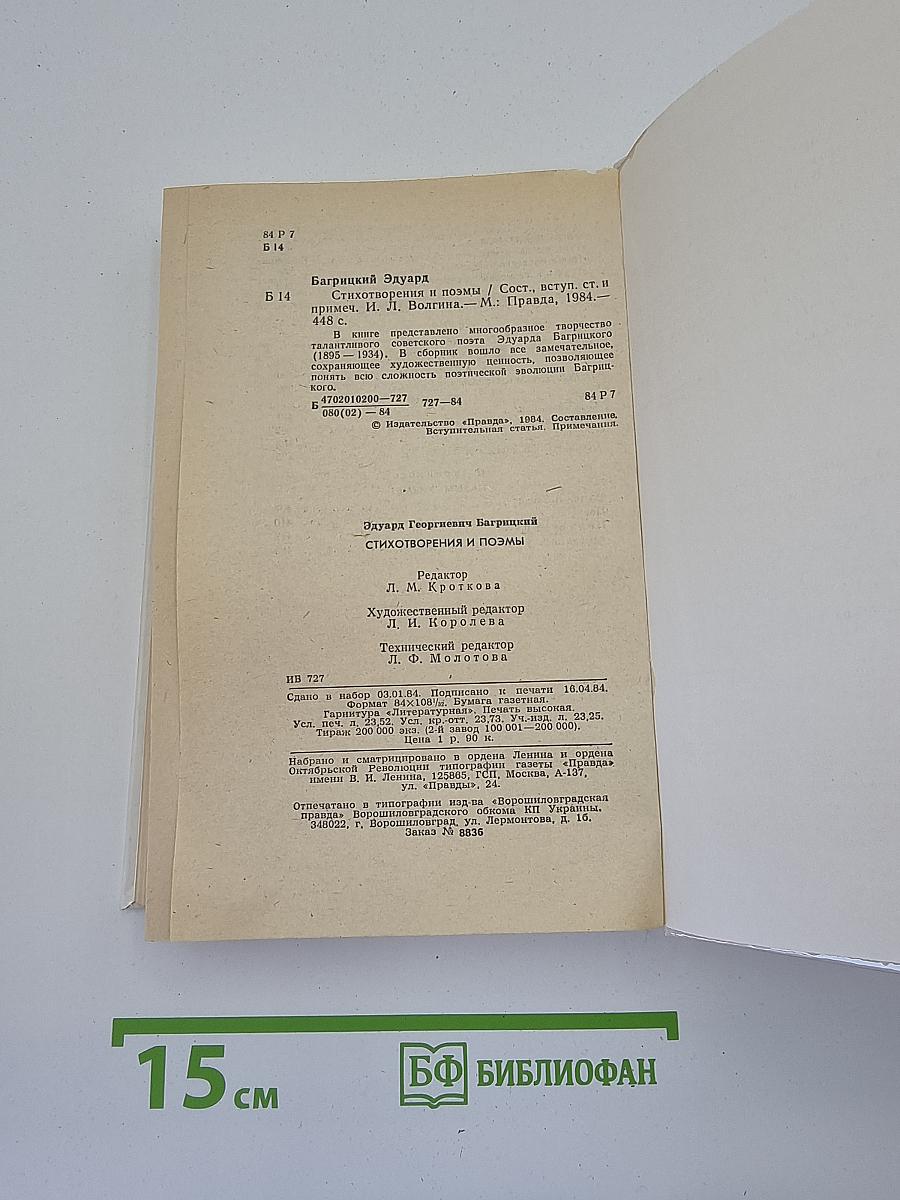 84 Р 7
Б 14
Багрицкий Эдуард
Б 14 Стихотворения и поэмы / Сост., вступ. ст. и
примеч. И. Л. Волгина.— М.: Правда, 1984.—
448 с.
В книге представлено многообразное творчество
талантливого советского поэта Эдуарда Багрицкого
(1895 — 1934). В сборник вошло все замечательное,
сохраняющее художественную ценность, позволяющее
понять всю сложность поэтической эволюции Багриц-
кого.
Б 4702010200—727 727—84 84 Р 7
080(02) — 84
© Издательство «Правда», 1984. Составление.
Вступительная статья. Примечания.
Эдуард Георгиевич Багрицкий
СТИХОТВОРЕНИЯ И ПОЭМЫ
Редактор
Л. М. Кроткова
Художественный редактор
Л. И. Королева
Технический редактор
Л. Ф. Молотова
ИВ 727
Сдано в набор 03.01.84. Подписано к печати 16.04.84.
Формат 84×108¹/₃₂. Бумага газетная.
Гарнитура «Литературная». Печать высокая.
Усл. печ. л. 23,52. Усл. кр.-отт. 23,73. Уч.-изд. л. 23,25.
Тираж 200 000 экз. (2-й завод 100 001—200 000).
Цена 1 р. 90 к.
Набрано и сматрицировано в ордена Ленина и ордена
Октябрьской Революции типографии газеты «Правда»
имени В. И. Ленина, 125865, ГСП, Москва, А-137,
ул. «Правды», 24.
Отпечатано в типографии изд-ва «Ворошиловградская
правда» Ворошиловградского обкома КП Украины,
348022, г. Ворошиловград, ул. Лермонтова, д. 1б.
Заказ № 8836
15 см
БФ БИБЛИОФАН